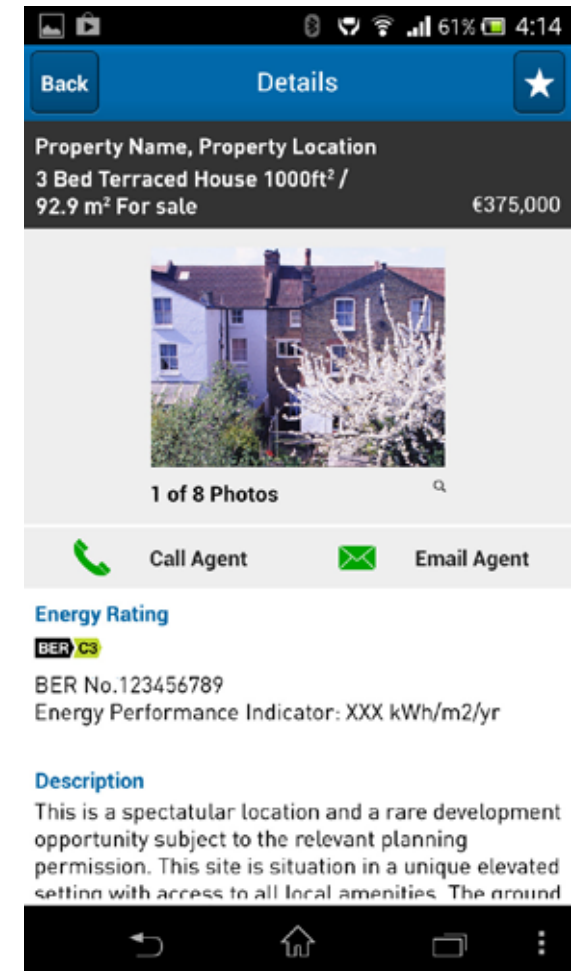 61% 4:14
Back Details
Property Name, Property Location
3 Bed Terraced House 1000ft² /
92.9 m² For sale €375,000
1 of 8 Photos
Call Agent Email Agent
Energy Rating
BER C3
BER No.123456789
Energy Performance Indicator: XXX kWh/m2/yr
Description
This is a spectatular location and a rare development
opportunity subject to the relevant planning
permission. This site is situation in a unique elevated
setting with access to all local amenities. The ground